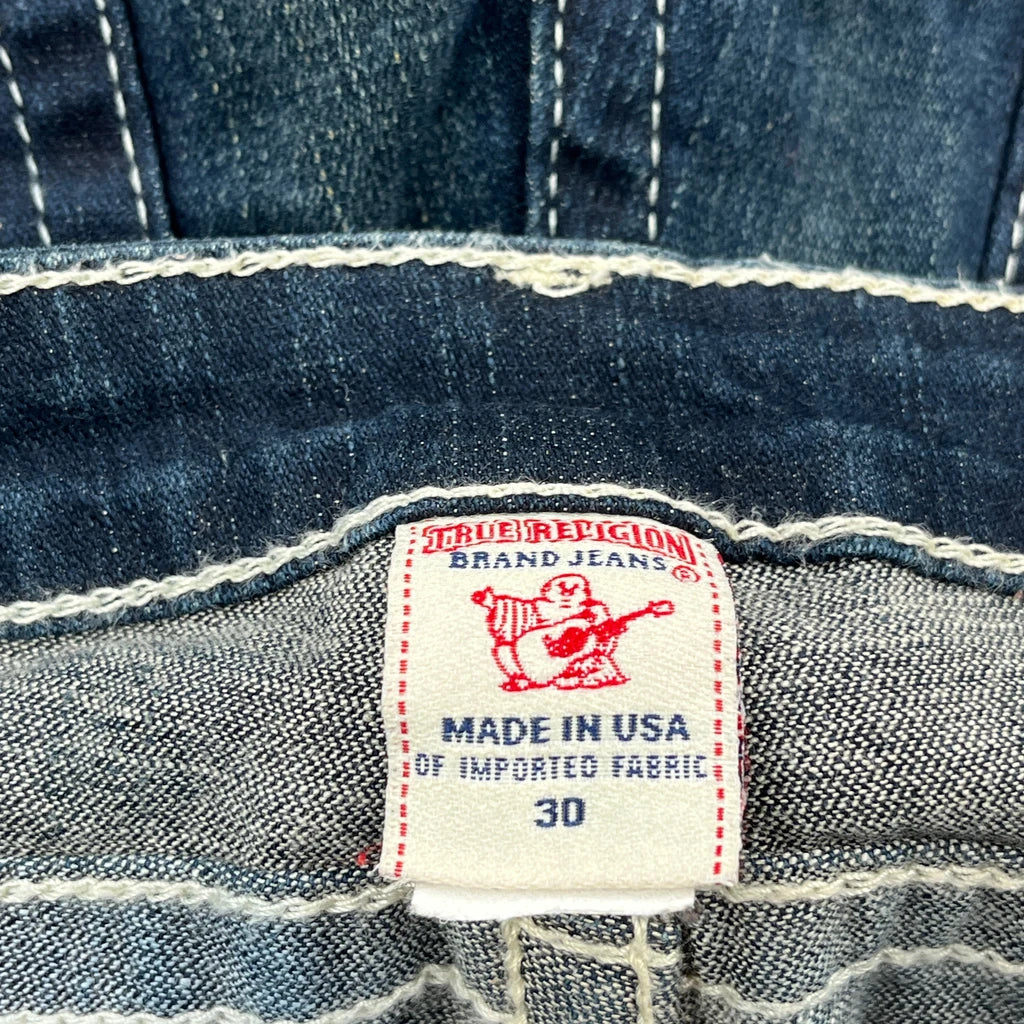 TRUE RELIGION
BRAND JEANS ®
MADE IN USA
OF IMPORTED FABRIC
30